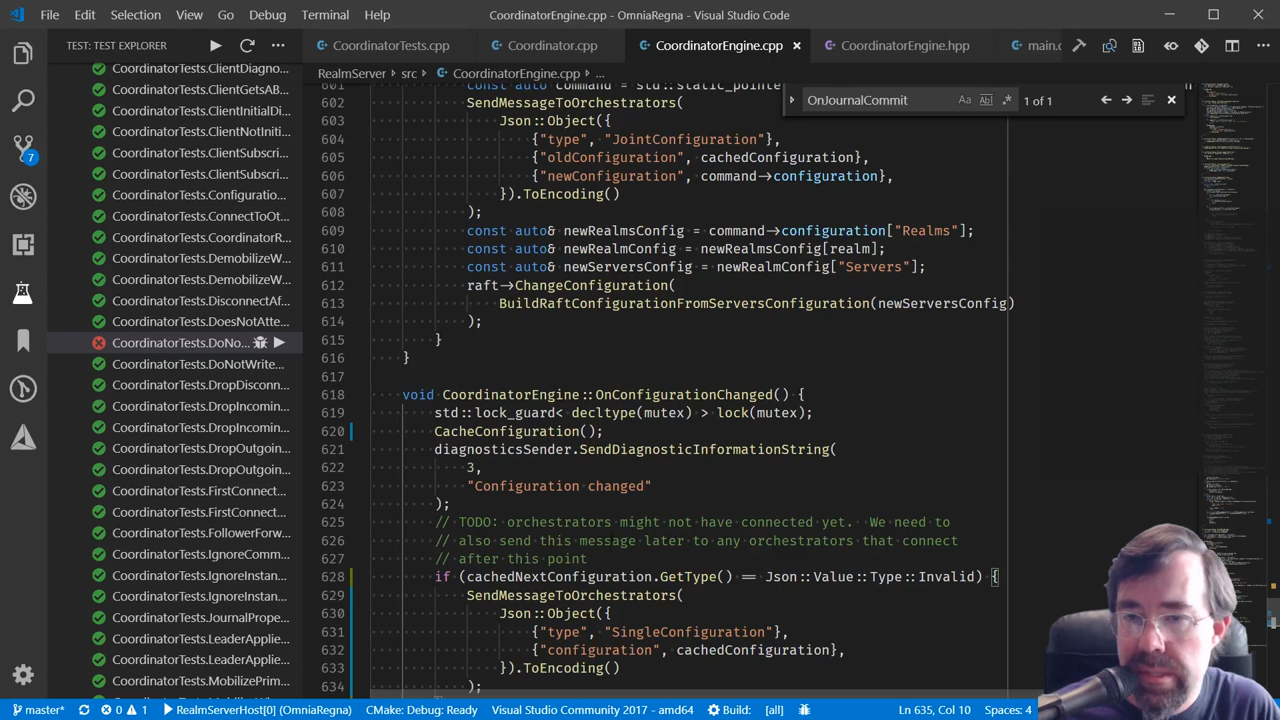 File Edit Selection View Go Debug Terminal Help CoordinatorEngine.cpp - OmniaRegna - Visual Studio Code
TEST: TEST EXPLORER
CoordinatorTests.cpp Coordinator.cpp CoordinatorEngine.cpp CoordinatorEngine.hpp main.c
RealmServer > src > CoordinatorEngine.cpp > ...
OnJournalCommit Aa Abl .* 1 of 1
CoordinatorTests.ClientDiagno...
CoordinatorTests.ClientGetsAB...
CoordinatorTests.ClientInitialDi...
CoordinatorTests.ClientNotIniti...
CoordinatorTests.ClientSubscri...
CoordinatorTests.ClientSubscri...
CoordinatorTests.Configuratio...
CoordinatorTests.ConnectToOt...
CoordinatorTests.CoordinatorR...
CoordinatorTests.DemobilizeW...
CoordinatorTests.DemobilizeW...
CoordinatorTests.DisconnectAf...
CoordinatorTests.DoesNotAtte...
CoordinatorTests.DoNo...
CoordinatorTests.DoNotWrite...
CoordinatorTests.DropDisconn...
CoordinatorTests.DropIncomin...
CoordinatorTests.DropIncomin...
CoordinatorTests.DropOutgoin...
CoordinatorTests.DropOutgoin...
CoordinatorTests.FirstConnect...
CoordinatorTests.FirstConnect...
CoordinatorTests.FollowerForw...
CoordinatorTests.IgnoreComm...
CoordinatorTests.IgnoreInstan...
CoordinatorTests.IgnoreInstan...
CoordinatorTests.JournalPrope...
CoordinatorTests.LeaderApplie...
CoordinatorTests.LeaderApplie...
CoordinatorTests.MobilizePrim...
7
601 const auto command = std::static_pointe
602 SendMessageToOrchestrators(
603 Json::Object({
604 {"type", "JointConfiguration"},
605 {"oldConfiguration", cachedConfiguration},
606 {"newConfiguration", command->configuration},
607 }).ToEncoding()
608 );
609 const auto& newRealmsConfig = command->configuration["Realms"];
610 const auto& newRealmConfig = newRealmsConfig[realm];
611 const auto& newServersConfig = newRealmConfig["Servers"];
612 raft->ChangeConfiguration(
613 BuildRaftConfigurationFromServersConfiguration(newServersConfig)
614 );
615 }
616 }
617
618 void CoordinatorEngine::OnConfigurationChanged() {
619 std::lock_guard< decltype(mutex) > lock(mutex);
620 CacheConfiguration();
621 diagnosticsSender.SendDiagnosticInformationString(
622 3,
623 "Configuration changed"
624 );
625 // TODO: Orchestrators might not have connected yet. We need to
626 // also send this message later to any orchestrators that connect
627 // after this point
628 if (cachedNextConfiguration.GetType() == Json::Value::Type::Invalid) {
629 SendMessageToOrchestrators(
630 Json::Object({
631 {"type", "SingleConfiguration"},
632 {"configuration", cachedConfiguration},
633 }).ToEncoding()
634 );
master* 0 1 RealmServerHost[0] (OmniaRegna) CMake: Debug: Ready Visual Studio Community 2017 - amd64 Build: [all] Ln 635, Col 10 Spaces: 4